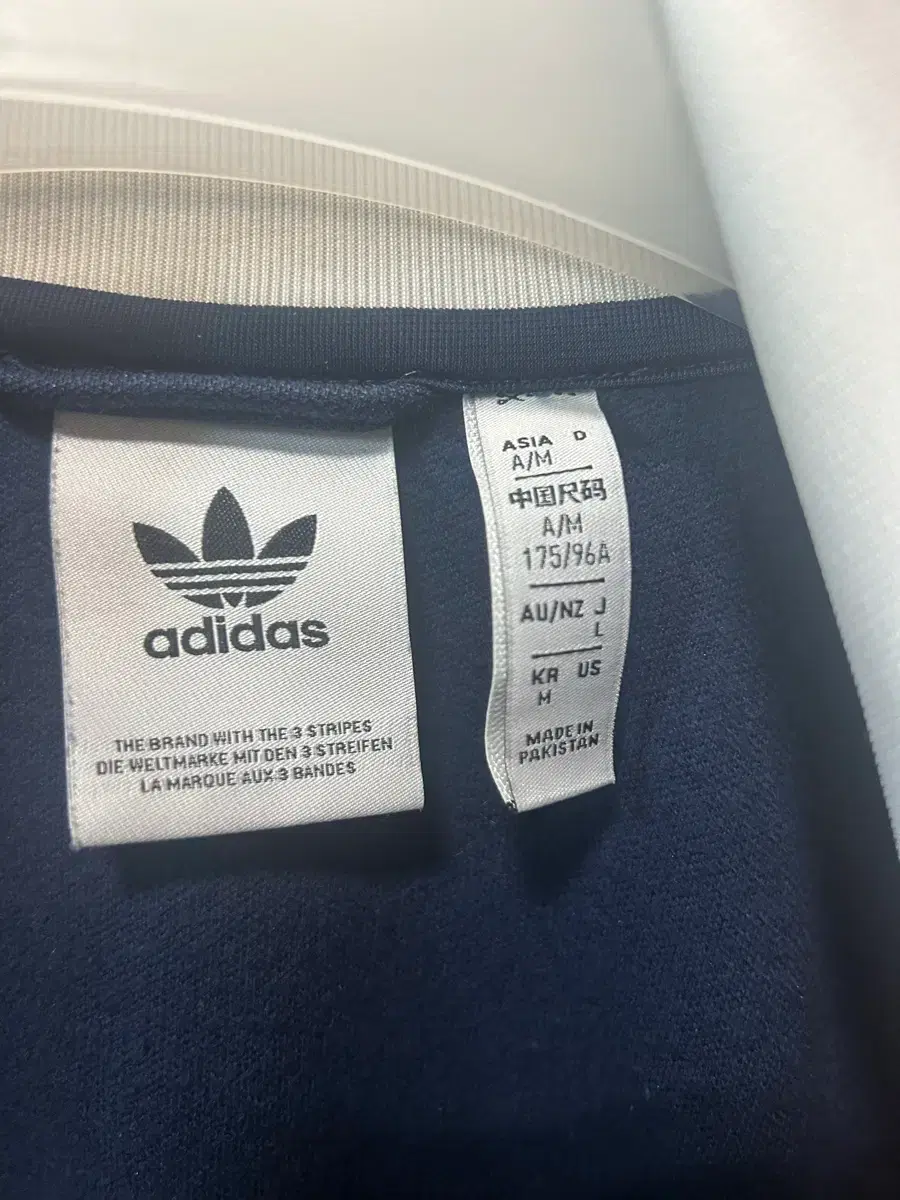 adidas
THE BRAND WITH THE 3 STRIPES
DIE WELTMARKE MIT DEN 3 STREIFEN
LA MARQUE AUX 3 BANDES
ASIA D
A/M
中国尺码
A/M
175/96A
AU/NZ J
L
KR US
M
MADE IN
PAKISTAN